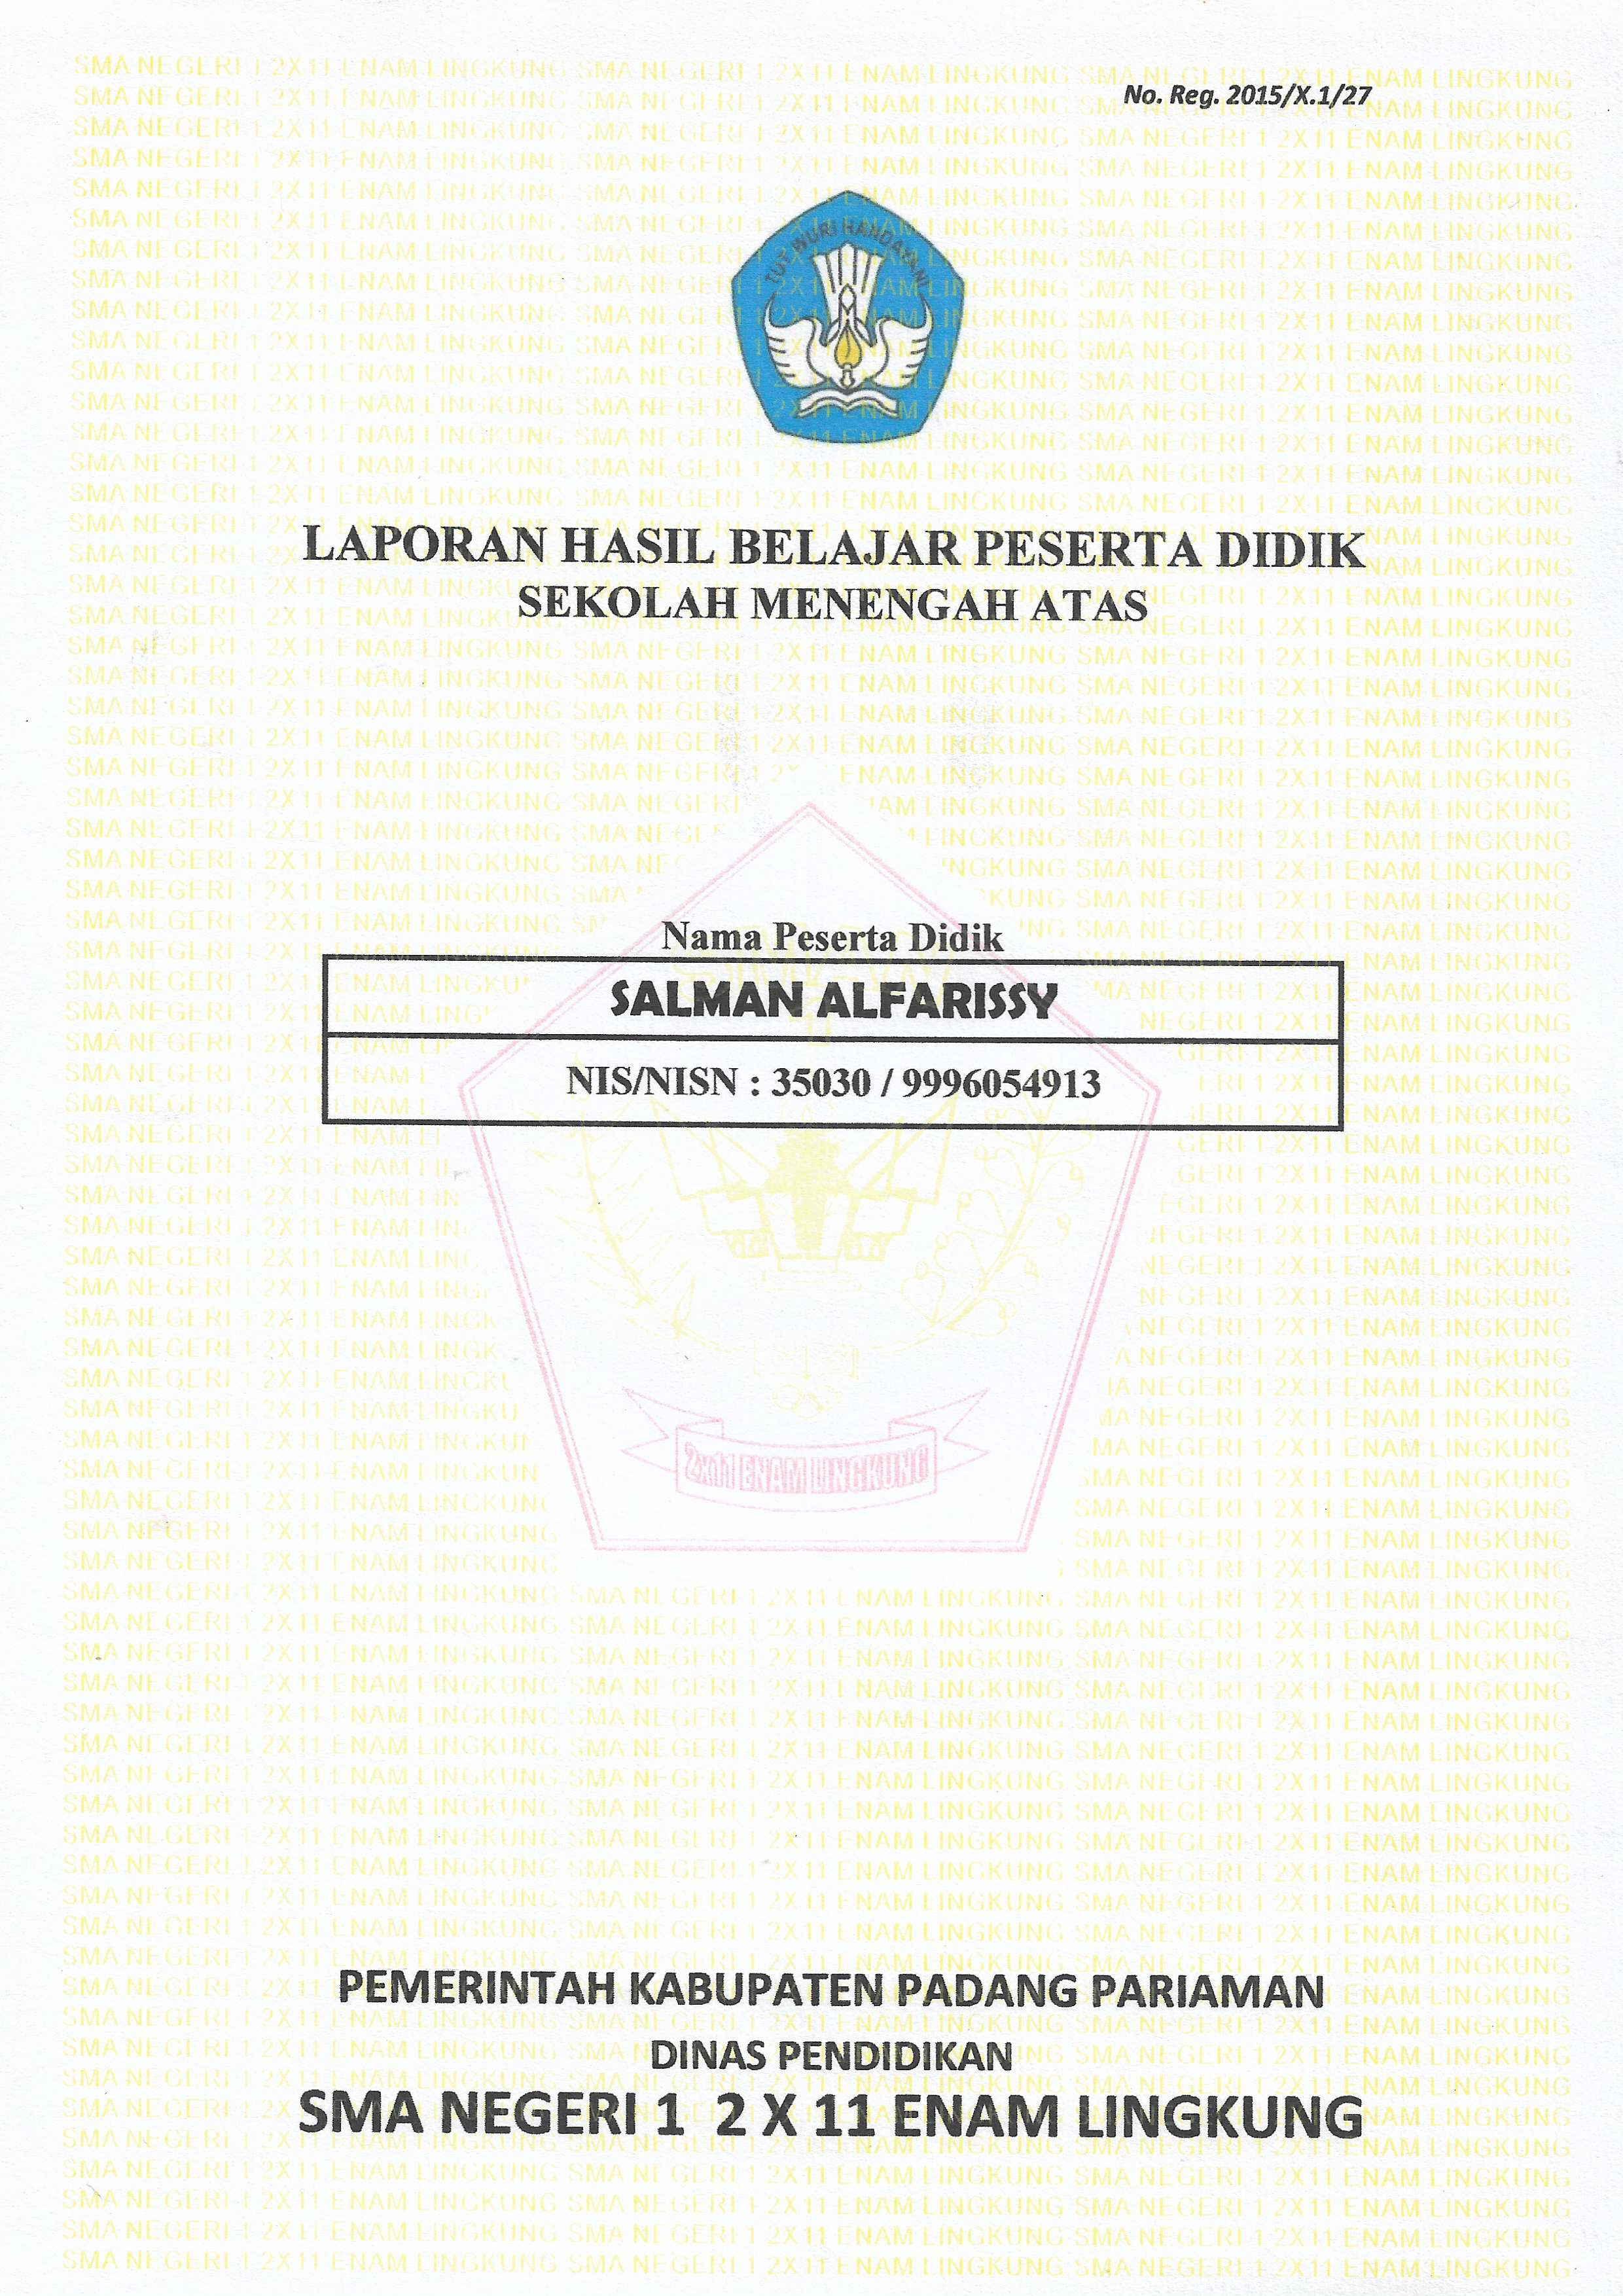 No. Reg. 2015/X.1/27
TUT WURI HANDAYANI
LAPORAN HASIL BELAJAR PESERTA DIDIK
SEKOLAH MENENGAH ATAS
Nama Peserta Didik
SALMAN ALFARISSY
NIS/NISN : 35030 / 9996054913
2X11 ENAM LINGKUNG
PEMERINTAH KABUPATEN PADANG PARIAMAN
DINAS PENDIDIKAN
SMA NEGERI 1 2 X 11 ENAM LINGKUNG